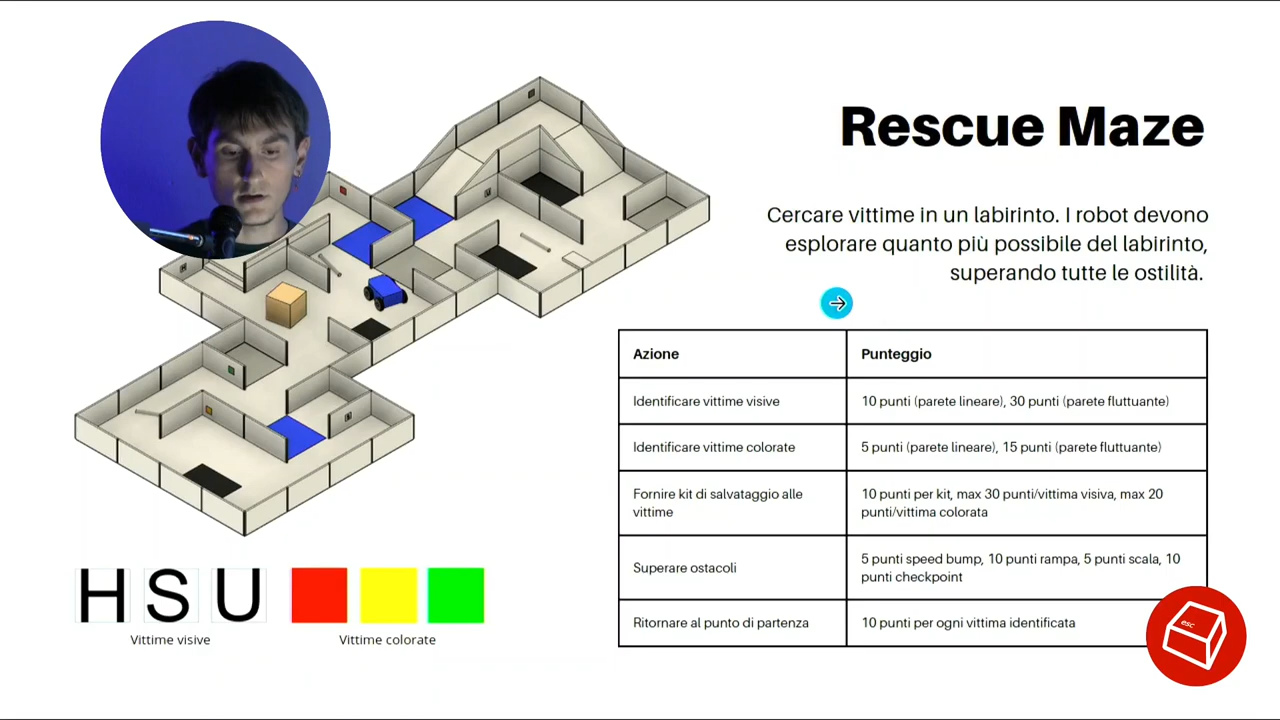 Rescue Maze
Cercare vittime in un labirinto. I robot devono
esplorare quanto più possibile del labirinto,
superando tutte le ostilità.
Azione
Punteggio
Identificare vittime visive
10 punti (parete lineare), 30 punti (parete fluttuante)
Identificare vittime colorate
5 punti (parete lineare), 15 punti (parete fluttuante)
Fornire kit di salvataggio alle
vittime
10 punti per kit, max 30 punti/vittima visiva, max 20
punti/vittima colorata
Superare ostacoli
5 punti speed bump, 10 punti rampa, 5 punti scala, 10
punti checkpoint
Ritornare al punto di partenza
10 punti per ogni vittima identificata
H S U
Vittime visive
Vittime colorate
esc